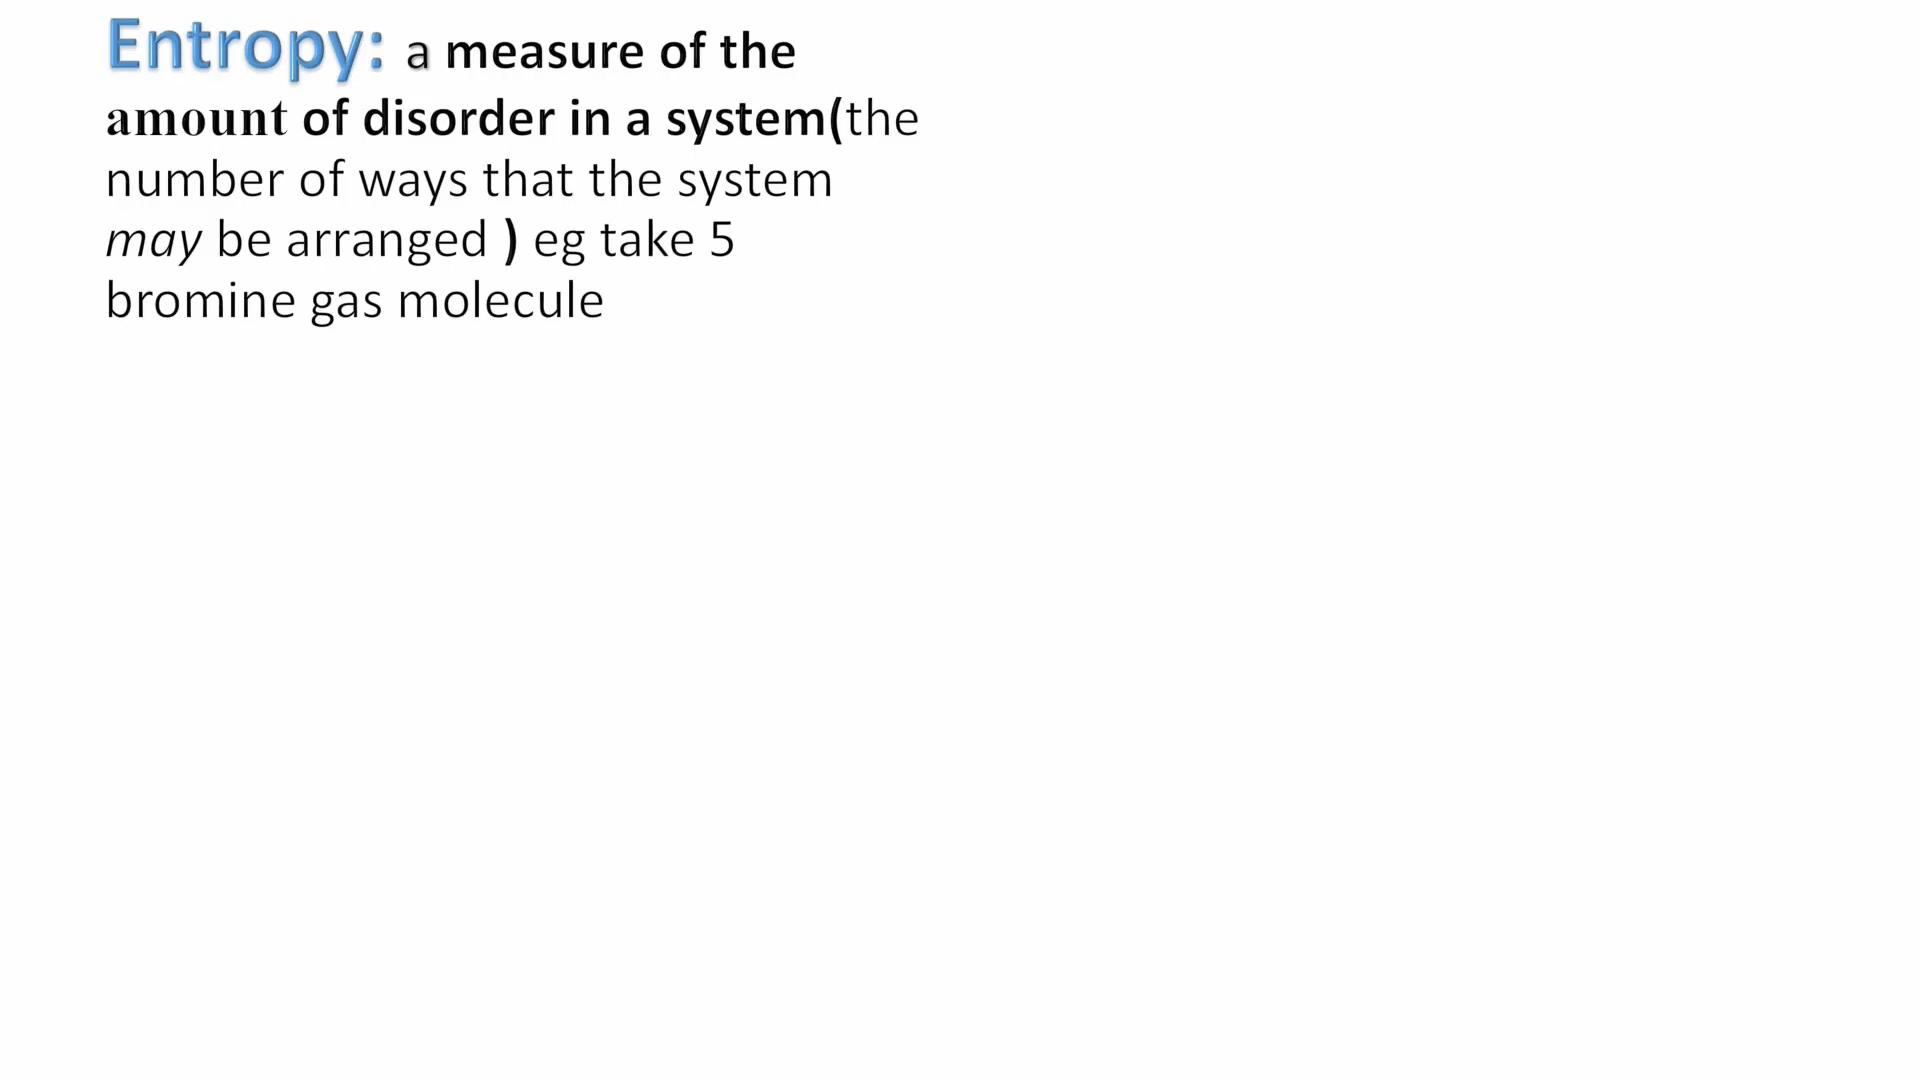 Entropy: a measure of the
amount of disorder in a system(the
number of ways that the system
may be arranged ) eg take 5
bromine gas molecule